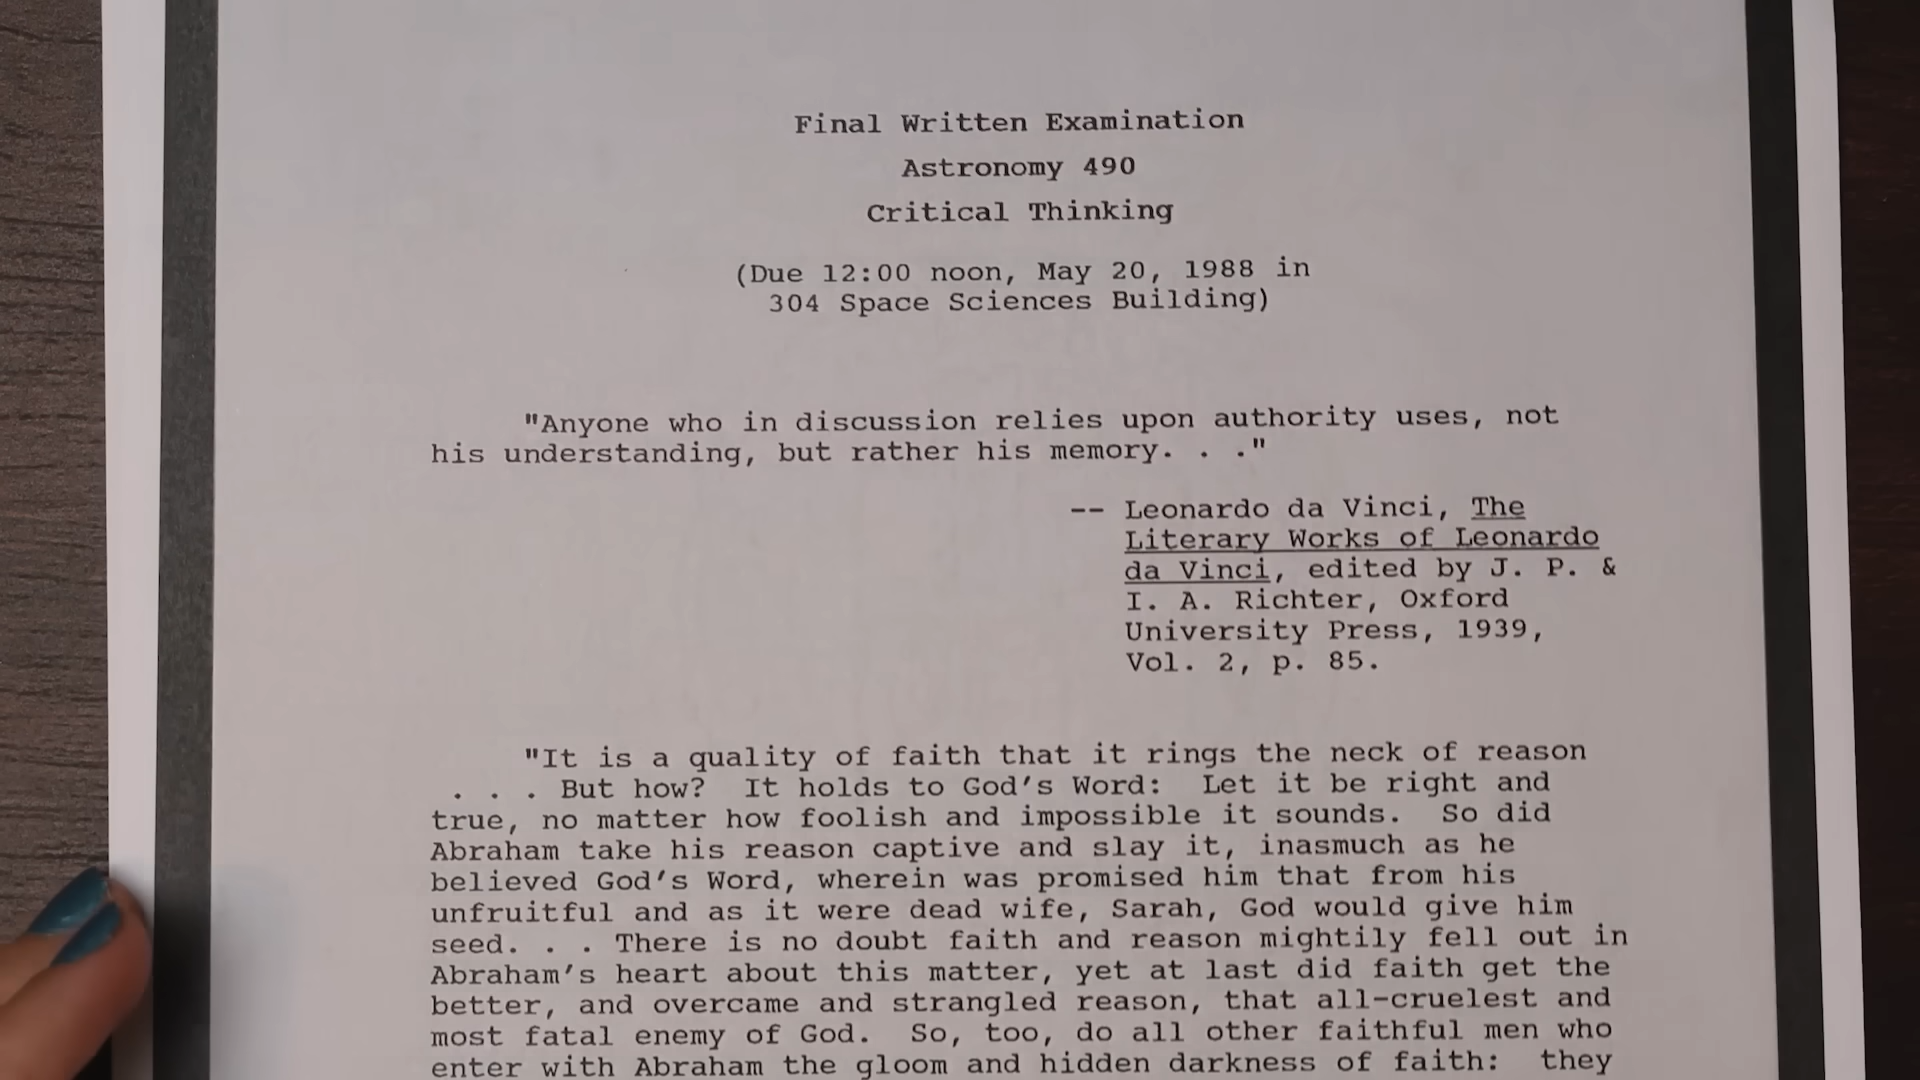 Final Written Examination
Astronomy 490
Critical Thinking
(Due 12:00 noon, May 20, 1988 in
304 Space Sciences Building)
"Anyone who in discussion relies upon authority uses, not
his understanding, but rather his memory. . ."
-- Leonardo da Vinci, The
Literary Works of Leonardo
da Vinci, edited by J. P. &
I. A. Richter, Oxford
University Press, 1939,
Vol. 2, p. 85.
"It is a quality of faith that it rings the neck of reason
. . . But how? It holds to God's Word: Let it be right and
true, no matter how foolish and impossible it sounds. So did
Abraham take his reason captive and slay it, inasmuch as he
believed God's Word, wherein was promised him that from his
unfruitful and as it were dead wife, Sarah, God would give him
seed. . . There is no doubt faith and reason mightily fell out in
Abraham's heart about this matter, yet at last did faith get the
better, and overcame and strangled reason, that all-cruelest and
most fatal enemy of God. So, too, do all other faithful men who
enter with Abraham the gloom and hidden darkness of faith: they